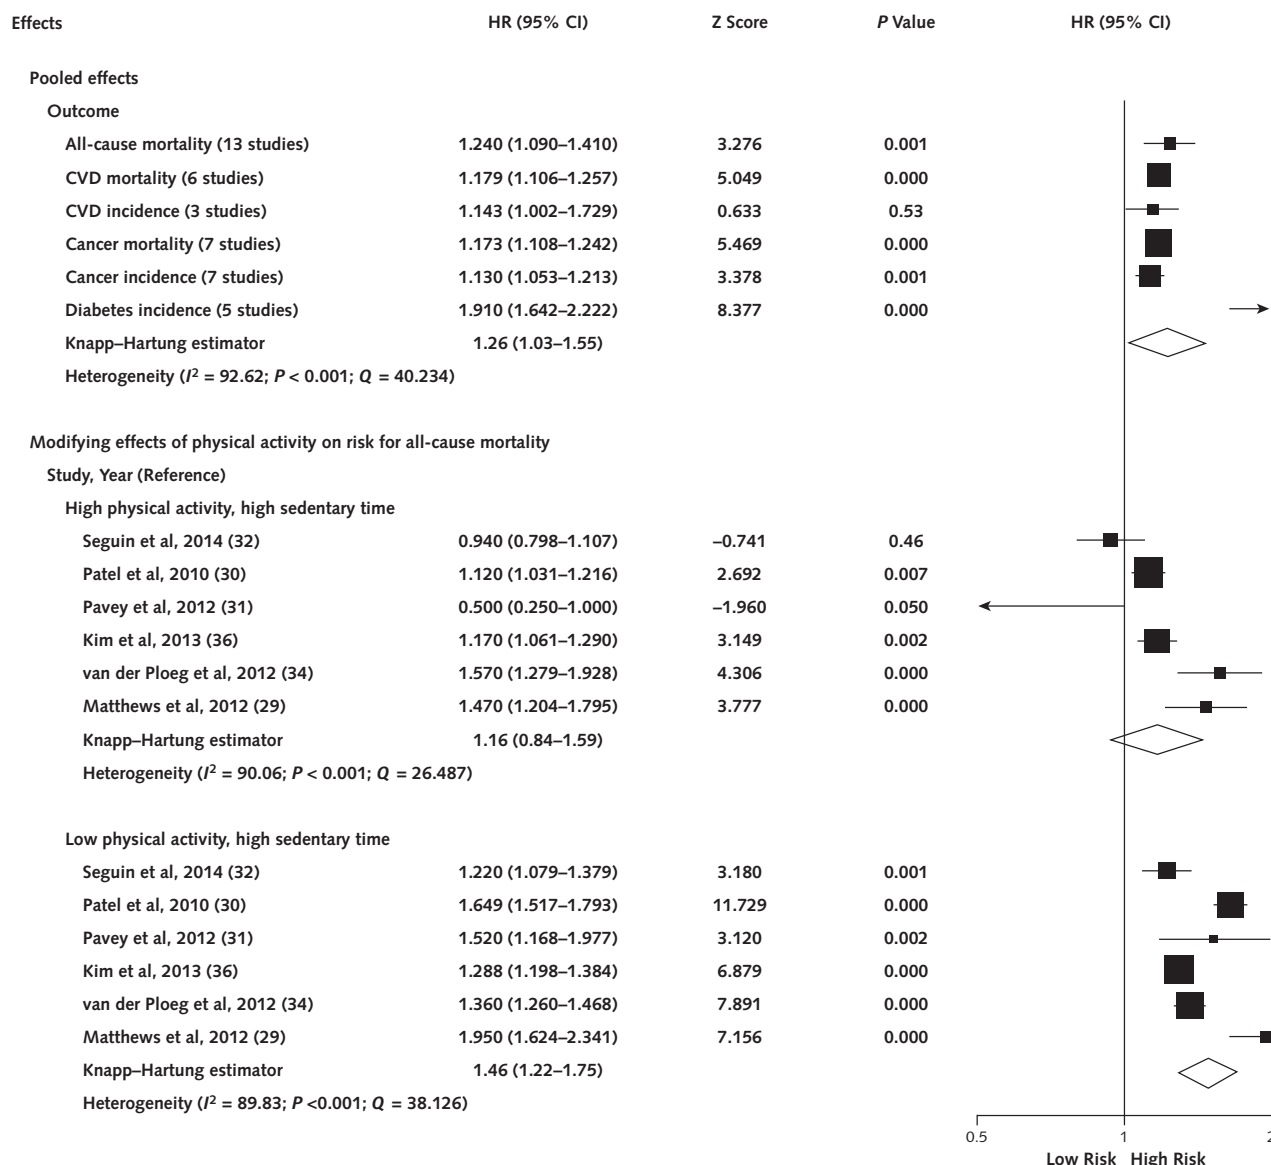 Effects HR (95% CI) Z Score P Value HR (95% CI)
Pooled effects
Outcome
All-cause mortality (13 studies) 1.240 (1.090–1.410) 3.276 0.001
CVD mortality (6 studies) 1.179 (1.106–1.257) 5.049 0.000
CVD incidence (3 studies) 1.143 (1.002–1.729) 0.633 0.53
Cancer mortality (7 studies) 1.173 (1.108–1.242) 5.469 0.000
Cancer incidence (7 studies) 1.130 (1.053–1.213) 3.378 0.001
Diabetes incidence (5 studies) 1.910 (1.642–2.222) 8.377 0.000
Knapp–Hartung estimator 1.26 (1.03–1.55)
Heterogeneity (I² = 92.62; P < 0.001; Q = 40.234)
Modifying effects of physical activity on risk for all-cause mortality
Study, Year (Reference)
High physical activity, high sedentary time
Seguin et al, 2014 (32) 0.940 (0.798–1.107) –0.741 0.46
Patel et al, 2010 (30) 1.120 (1.031–1.216) 2.692 0.007
Pavey et al, 2012 (31) 0.500 (0.250–1.000) –1.960 0.050
Kim et al, 2013 (36) 1.170 (1.061–1.290) 3.149 0.002
van der Ploeg et al, 2012 (34) 1.570 (1.279–1.928) 4.306 0.000
Matthews et al, 2012 (29) 1.470 (1.204–1.795) 3.777 0.000
Knapp–Hartung estimator 1.16 (0.84–1.59)
Heterogeneity (I² = 90.06; P < 0.001; Q = 26.487)
Low physical activity, high sedentary time
Seguin et al, 2014 (32) 1.220 (1.079–1.379) 3.180 0.001
Patel et al, 2010 (30) 1.649 (1.517–1.793) 11.729 0.000
Pavey et al, 2012 (31) 1.520 (1.168–1.977) 3.120 0.002
Kim et al, 2013 (36) 1.288 (1.198–1.384) 6.879 0.000
van der Ploeg et al, 2012 (34) 1.360 (1.260–1.468) 7.891 0.000
Matthews et al, 2012 (29) 1.950 (1.624–2.341) 7.156 0.000
Knapp–Hartung estimator 1.46 (1.22–1.75)
Heterogeneity (I² = 89.83; P <0.001; Q = 38.126)
0.5 1 2
Low Risk High Risk